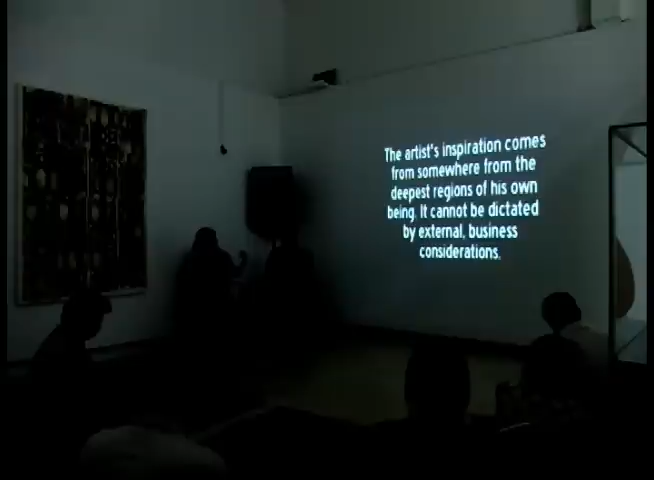 The artist's inspiration comes
from somewhere from the
deepest regions of his own
being. It cannot be dictated
by external, business
considerations.